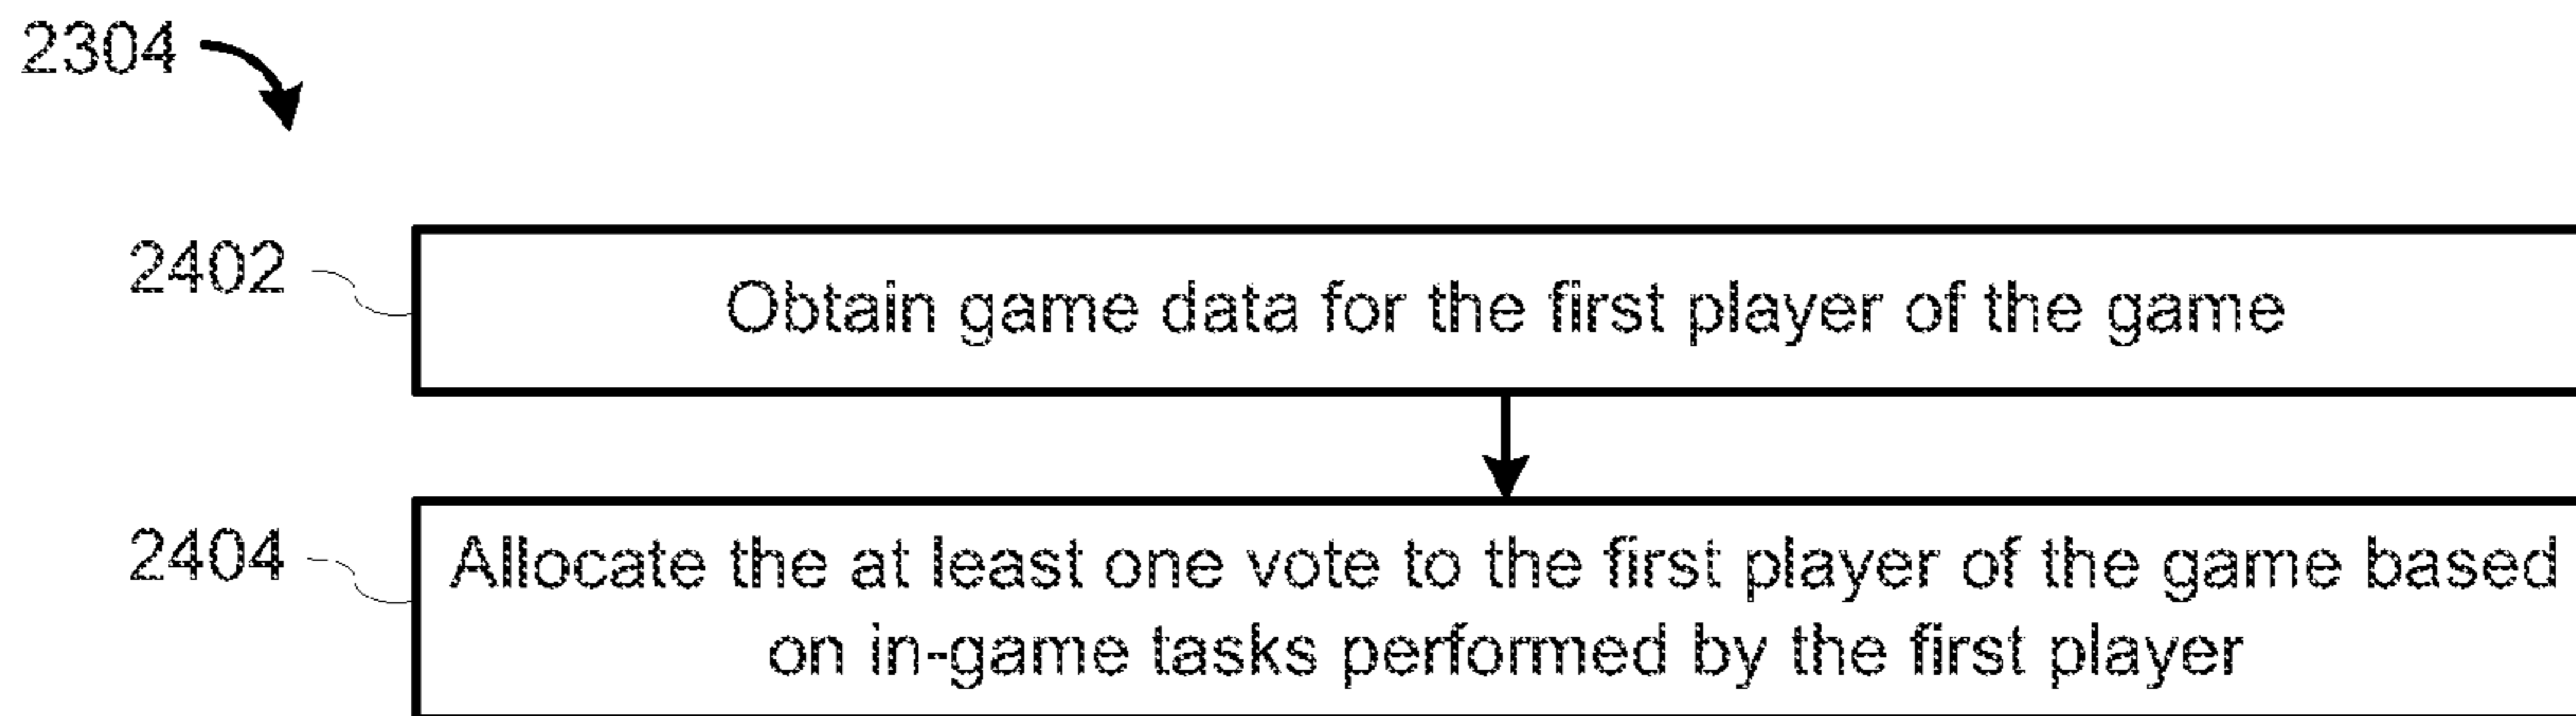 2304
2402
Obtain game data for the first player of the game
2404
Allocate the at least one vote to the first player of the game based
on in-game tasks performed by the first player